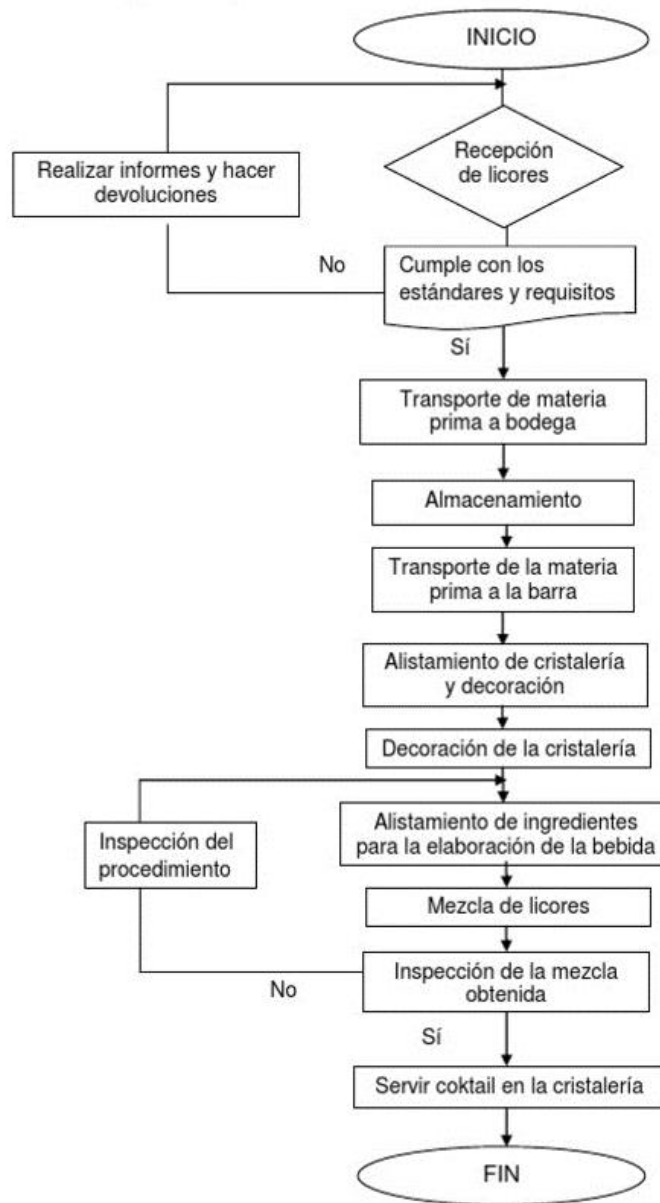 INICIO
Recepción
de licores
Realizar informes y hacer
devoluciones
No
Cumple con los
estándares y requisitos
Sí
Transporte de materia
prima a bodega
Almacenamiento
Transporte de la materia
prima a la barra
Alistamiento de cristalería
y decoración
Decoración de la cristalería
Alistamiento de ingredientes
para la elaboración de la bebida
Inspección del
procedimiento
Mezcla de licores
Inspección de la mezcla
obtenida
No
Sí
Servir coktail en la cristalería
FIN